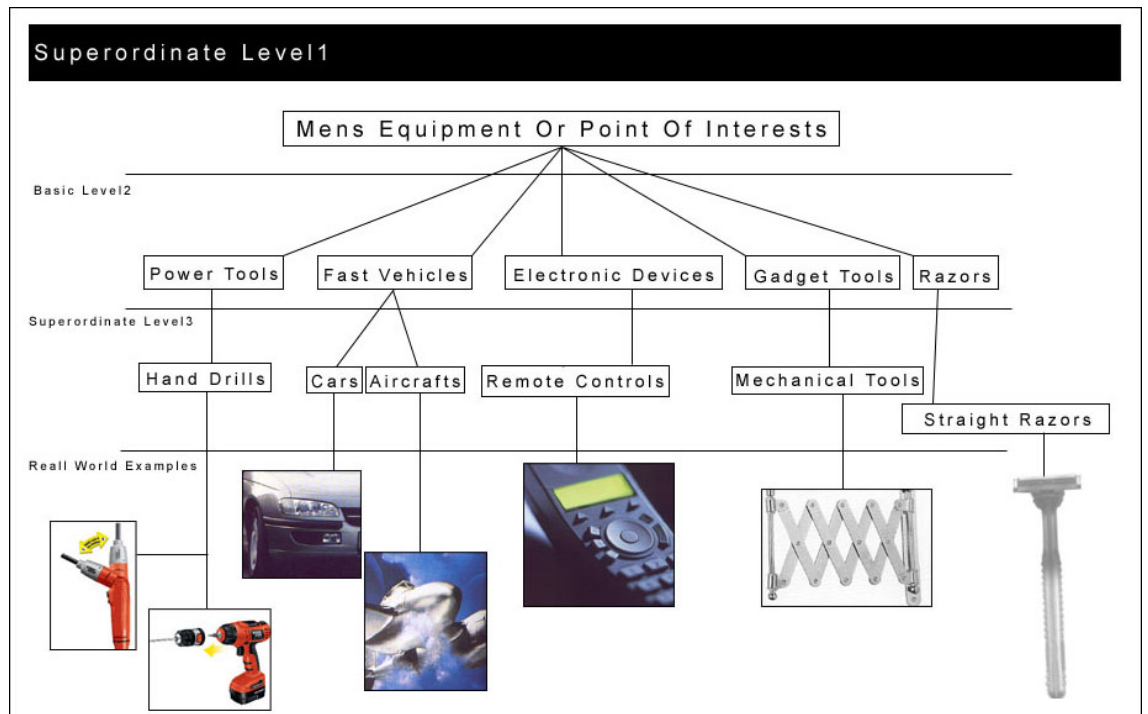 Superordinate Level1
Mens Equipment Or Point Of Interests
Basic Level2
Power Tools
Fast Vehicles
Electronic Devices
Gadget Tools
Razors
Superordinate Level3
Hand Drills
Cars
Aircrafts
Remote Controls
Mechanical Tools
Straight Razors
Reall World Examples